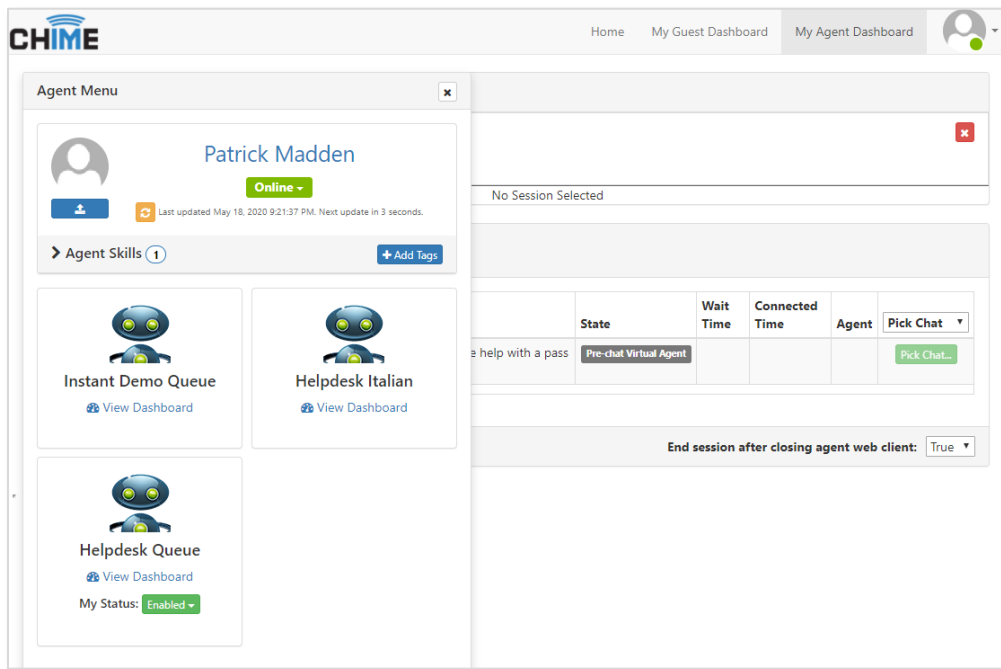 CHIME
Home My Guest Dashboard My Agent Dashboard
Agent Menu
Patrick Madden
Online
Last updated May 18, 2020 9:21:37 PM. Next update in 3 seconds.
Agent Skills 1
Add Tags
Instant Demo Queue
View Dashboard
Helpdesk Italian
View Dashboard
Helpdesk Queue
View Dashboard
My Status: Enabled
No Session Selected
State Wait Time Connected Time Agent Pick Chat
e help with a pass Pre-chat Virtual Agent Pick Chat...
End session after closing agent web client: True